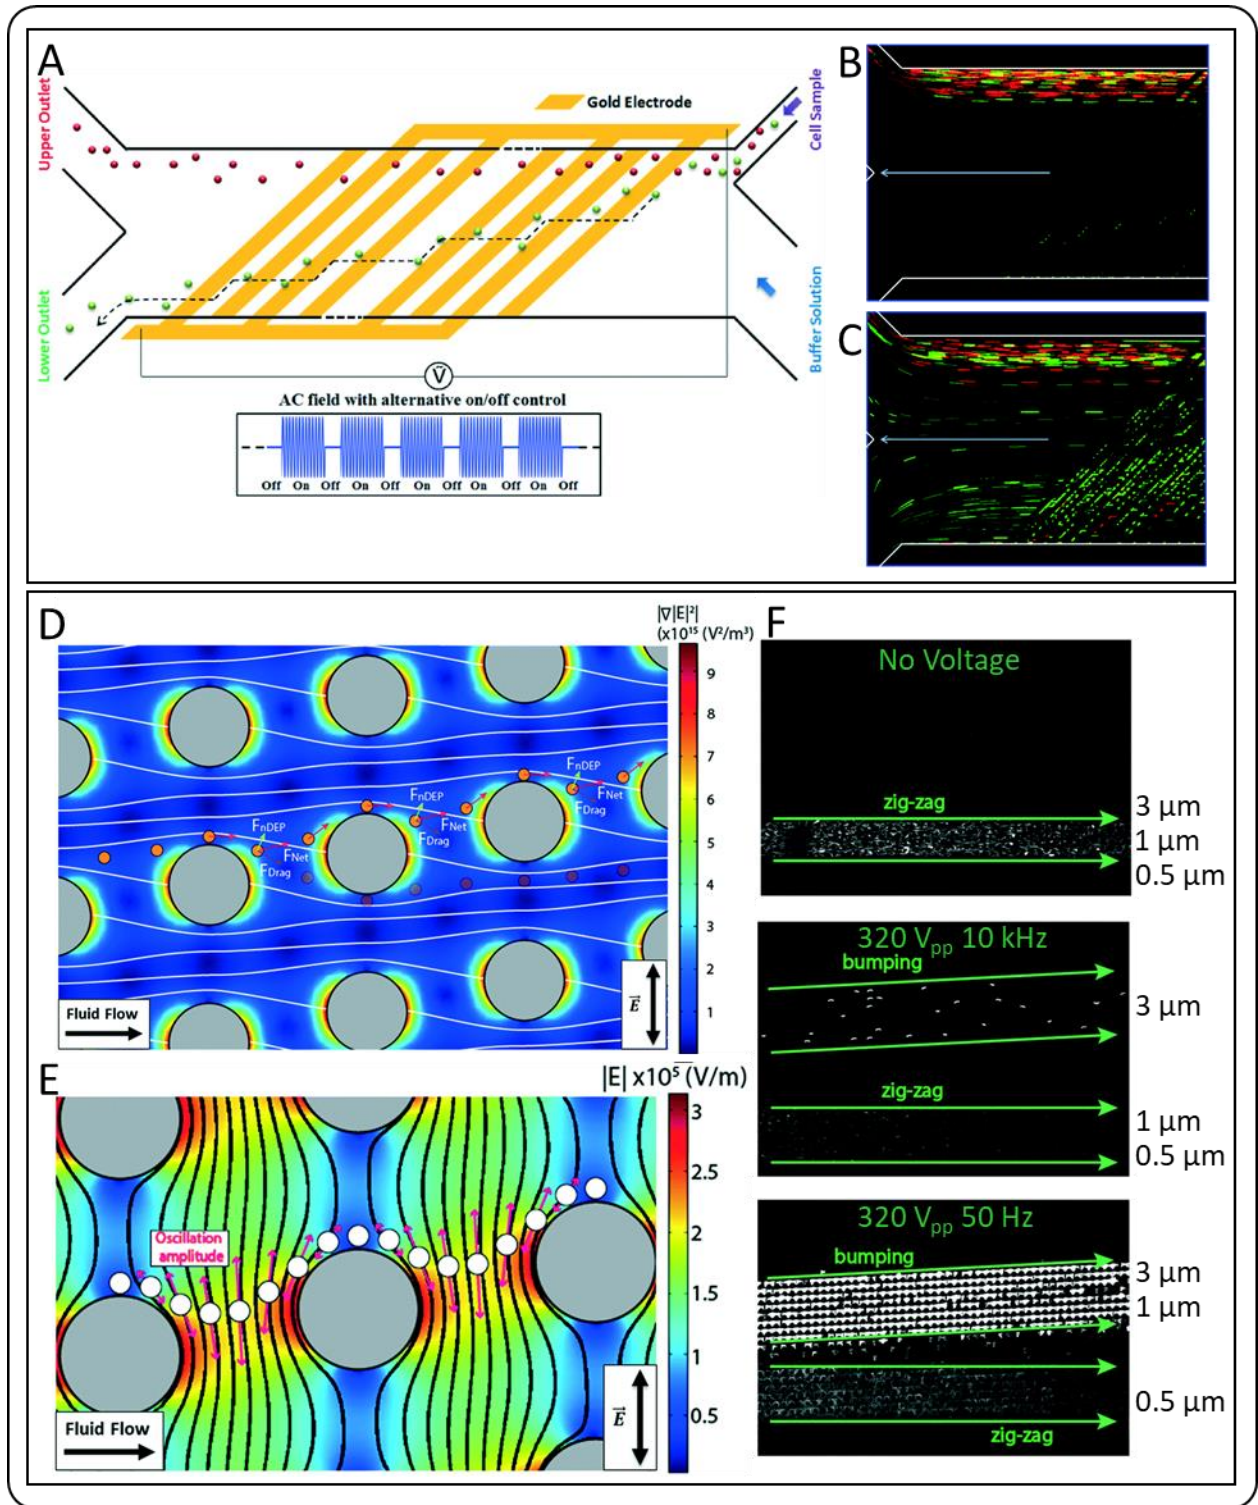 A
Upper Outlet
Lower Outlet
Gold Electrode
Cell Sample
Buffer Solution
Ṽ
AC field with alternative on/off control
Off On Off On Off On Off On Off On Off
B
C
D
|∇|E|²|
(x10¹⁵ (V²/m³)
9
8
7
6
5
4
3
2
1
FnDEP
FNet
FDrag
FnDEP
FNet
FDrag
FnDEP
FNet
FDrag
Fluid Flow
E⃗
E
|E| x10⁵ (V/m)
3
2.5
2
1.5
1
0.5
Oscillation
amplitude
Fluid Flow
E⃗
F
No Voltage
zig-zag
3 µm
1 µm
0.5 µm
320 Vpp 10 kHz
bumping
3 µm
zig-zag
1 µm
0.5 µm
320 Vpp 50 Hz
bumping
3 µm
1 µm
0.5 µm
zig-zag